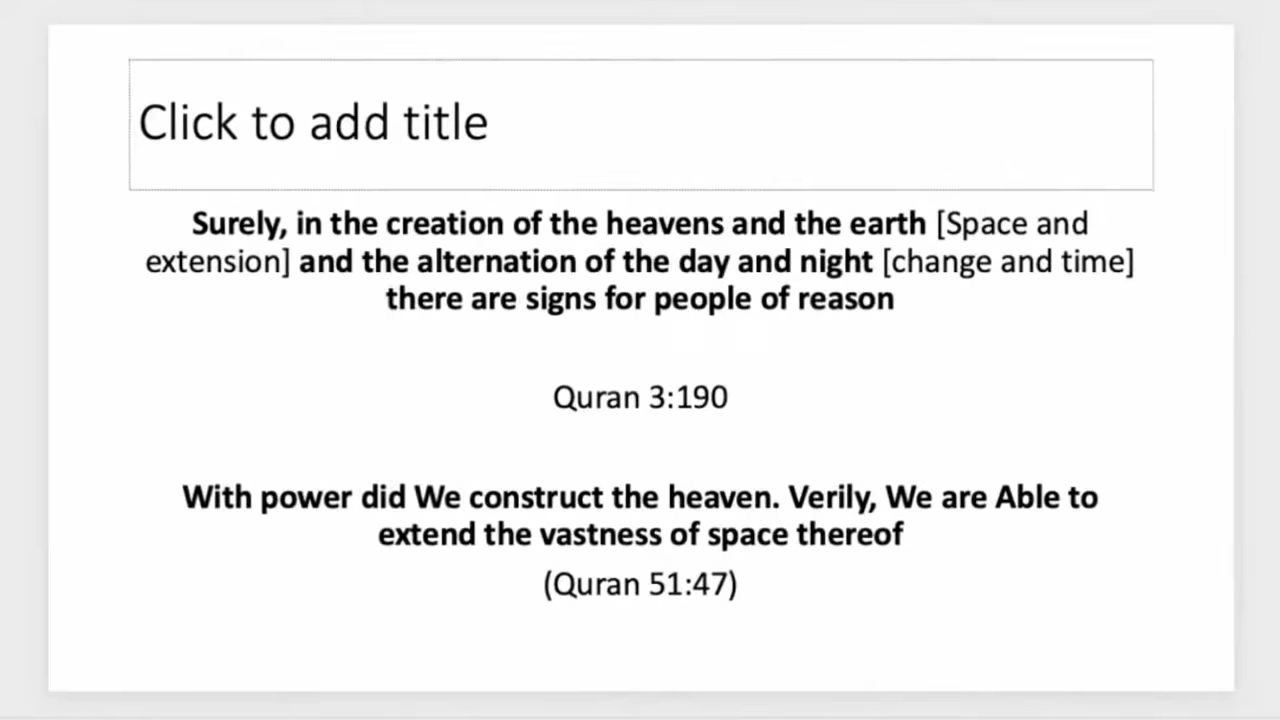 Click to add title
Surely, in the creation of the heavens and the earth [Space and
extension] and the alternation of the day and night [change and time]
there are signs for people of reason
Quran 3:190
With power did We construct the heaven. Verily, We are Able to
extend the vastness of space thereof
(Quran 51:47)